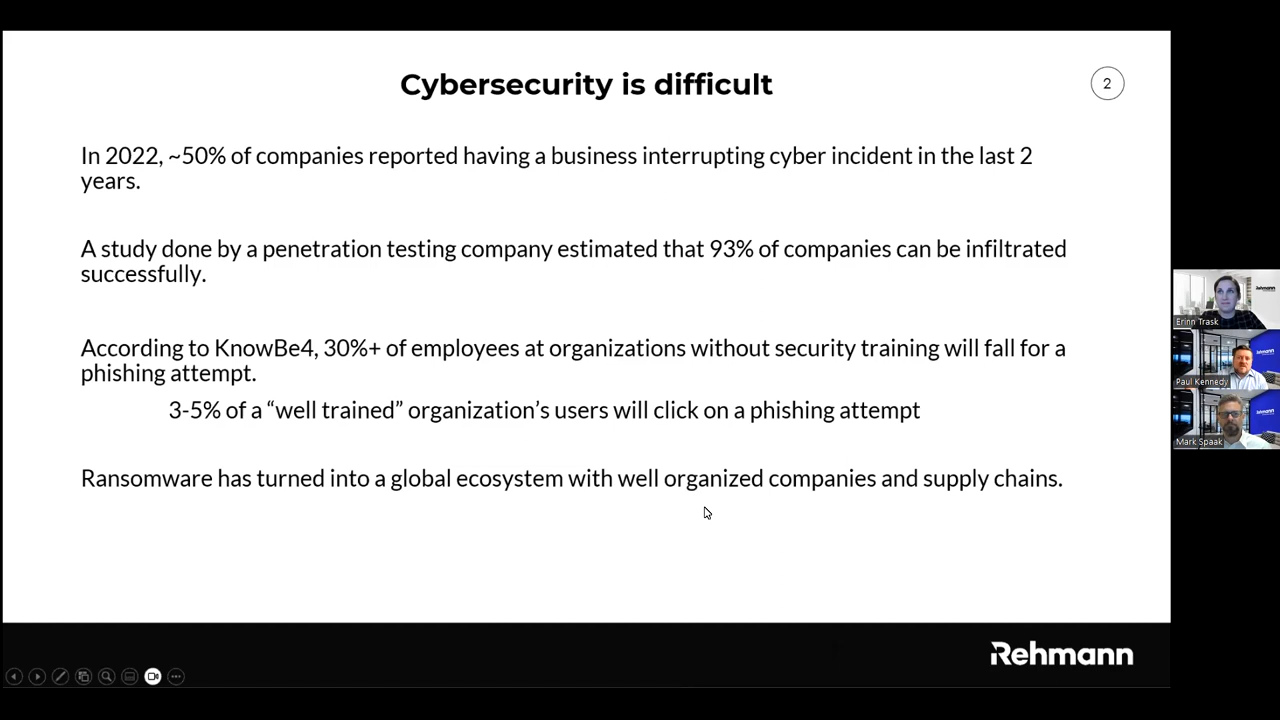 Cybersecurity is difficult
2
In 2022, ~50% of companies reported having a business interrupting cyber incident in the last 2
years.
A study done by a penetration testing company estimated that 93% of companies can be infiltrated
successfully.
According to KnowBe4, 30%+ of employees at organizations without security training will fall for a
phishing attempt.
3-5% of a “well trained” organization’s users will click on a phishing attempt
Ransomware has turned into a global ecosystem with well organized companies and supply chains.
Rehmann
Rehmann
Erinn Trask
Rehmann
Paul Kennedy
Rehmann
Mark Spaak